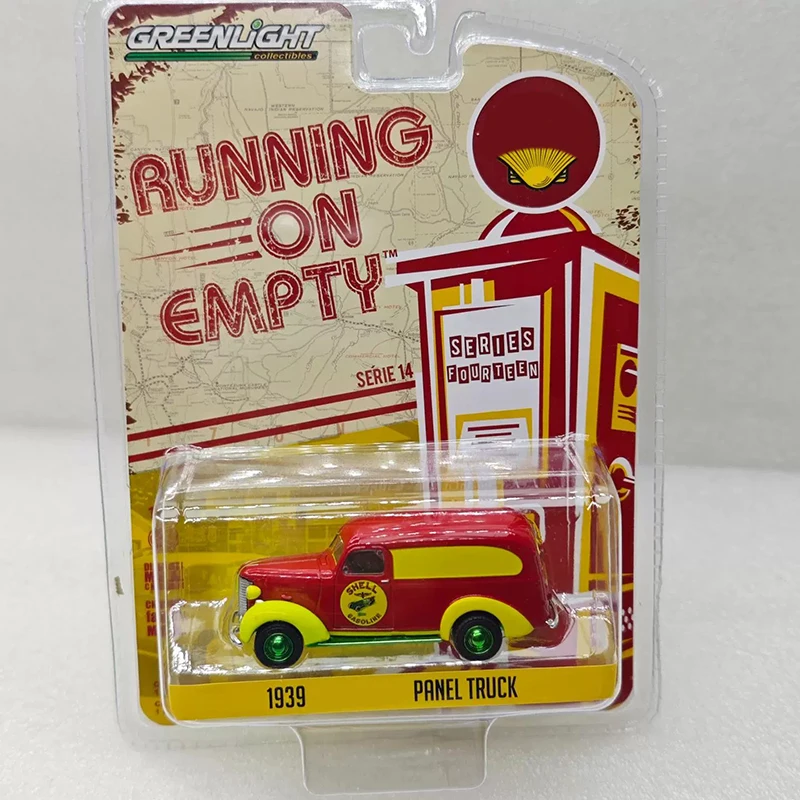 GREENLIGHT
collectibles
RUNNING
ON
EMPTY™
SERIES
FOURTEEN
SERIE 14
SHELL
GASOLINE
1939 PANEL TRUCK